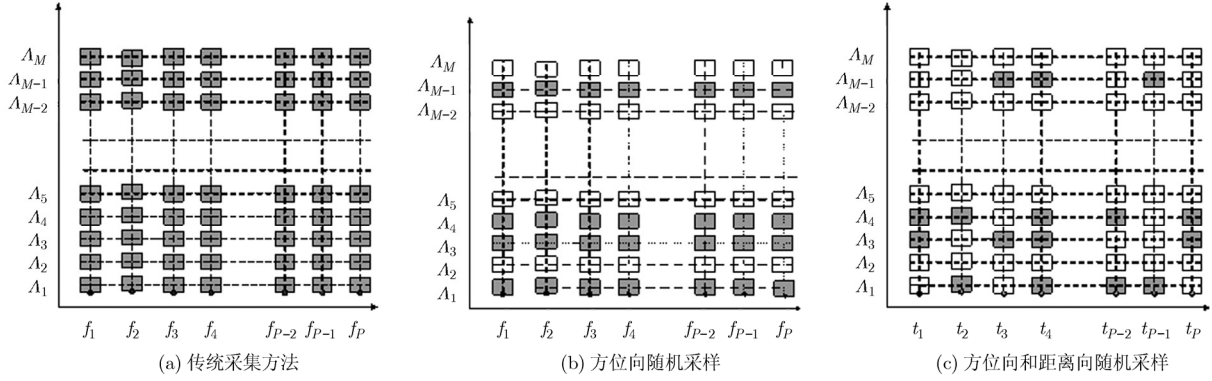 Λ_M
Λ_{M−1}
Λ_{M−2}
Λ_5
Λ_4
Λ_3
Λ_2
Λ_1
f_1 f_2 f_3 f_4 f_{P−2} f_{P−1} f_P
(a) 传统采集方法
Λ_M
Λ_{M−1}
Λ_{M−2}
Λ_5
Λ_4
Λ_3
Λ_2
Λ_1
f_1 f_2 f_3 f_4 f_{P−2} f_{P−1} f_P
(b) 方位向随机采样
Λ_M
Λ_{M−1}
Λ_{M−2}
Λ_5
Λ_4
Λ_3
Λ_2
Λ_1
t_1 t_2 t_3 t_4 t_{P−2} t_{P−1} t_P
(c) 方位向和距离向随机采样